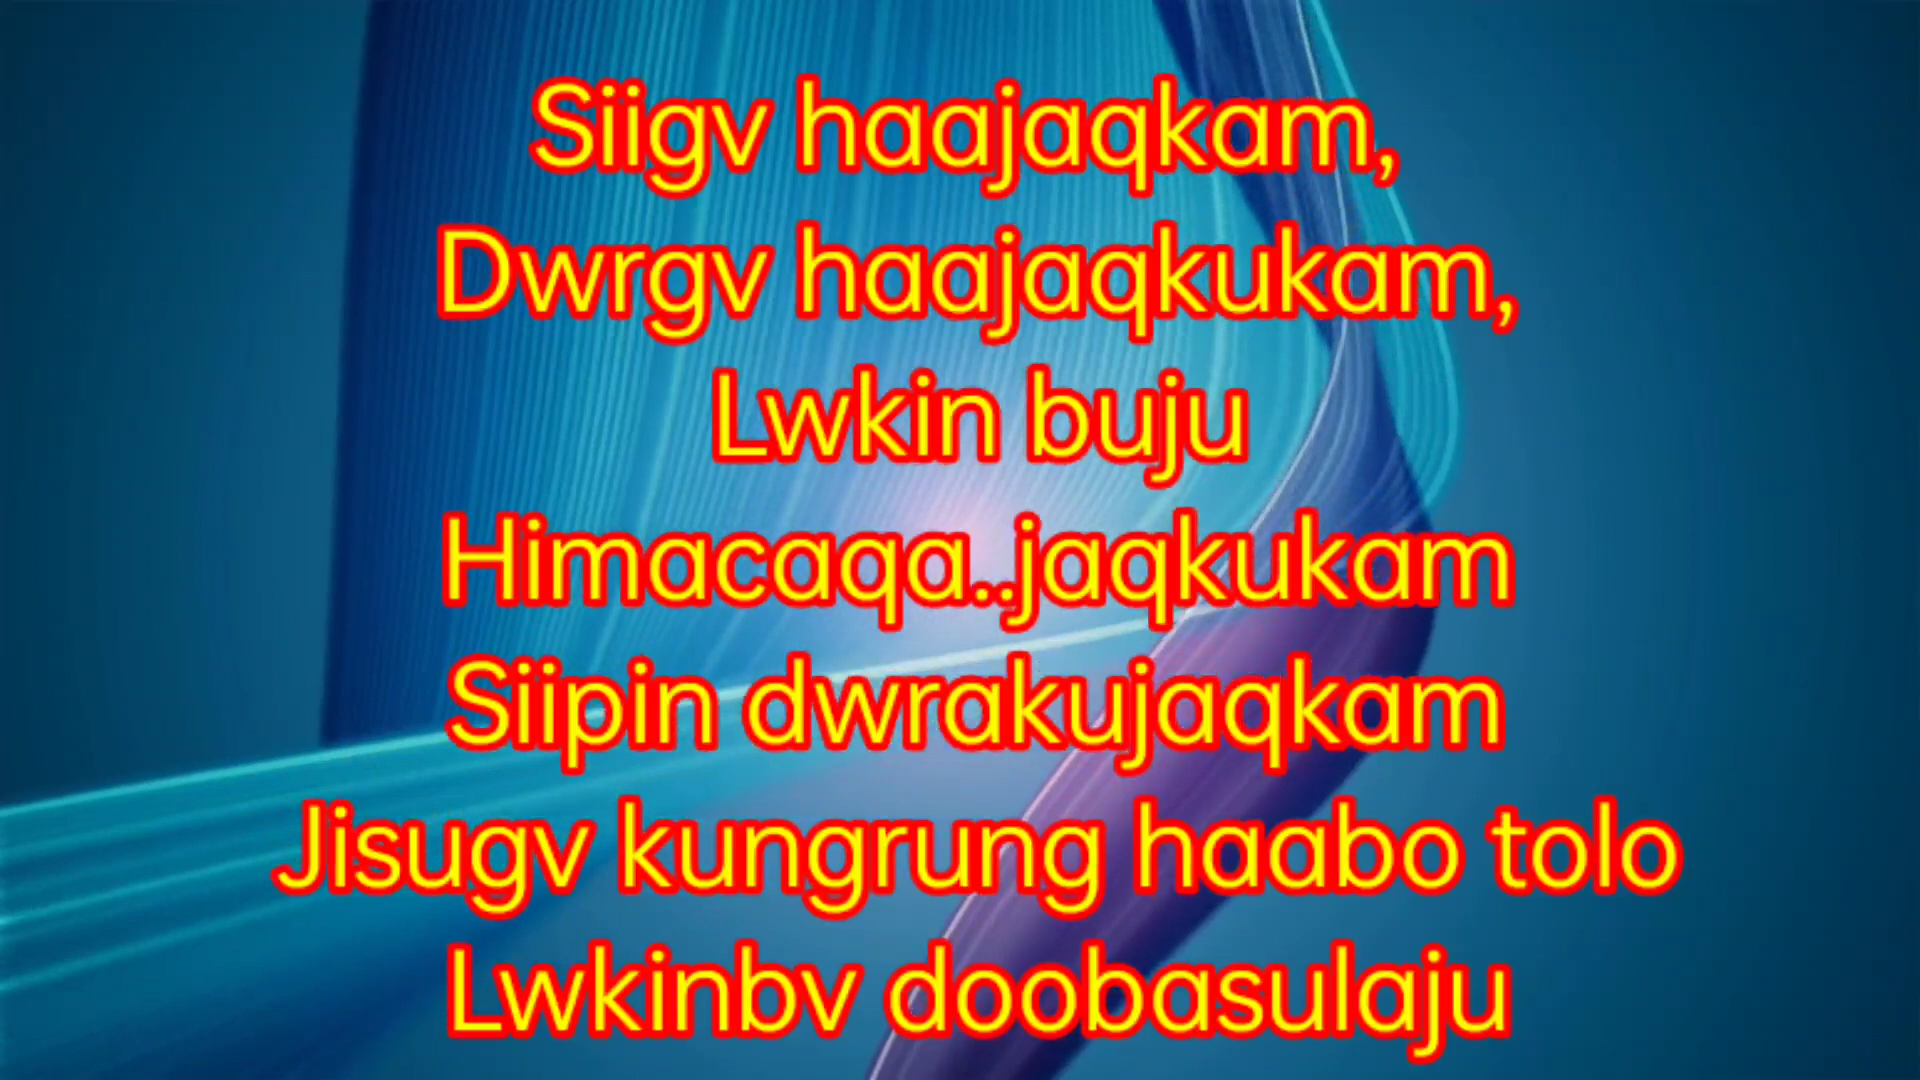 Siigv haajaqkam,
Dwrgv haajaqkukam,
Lwkin buju
Himacaqa..jaqkukam
Siipin dwrakujaqkam
Jisugv kungrung haabo tolo
Lwkinbv doobasulaju